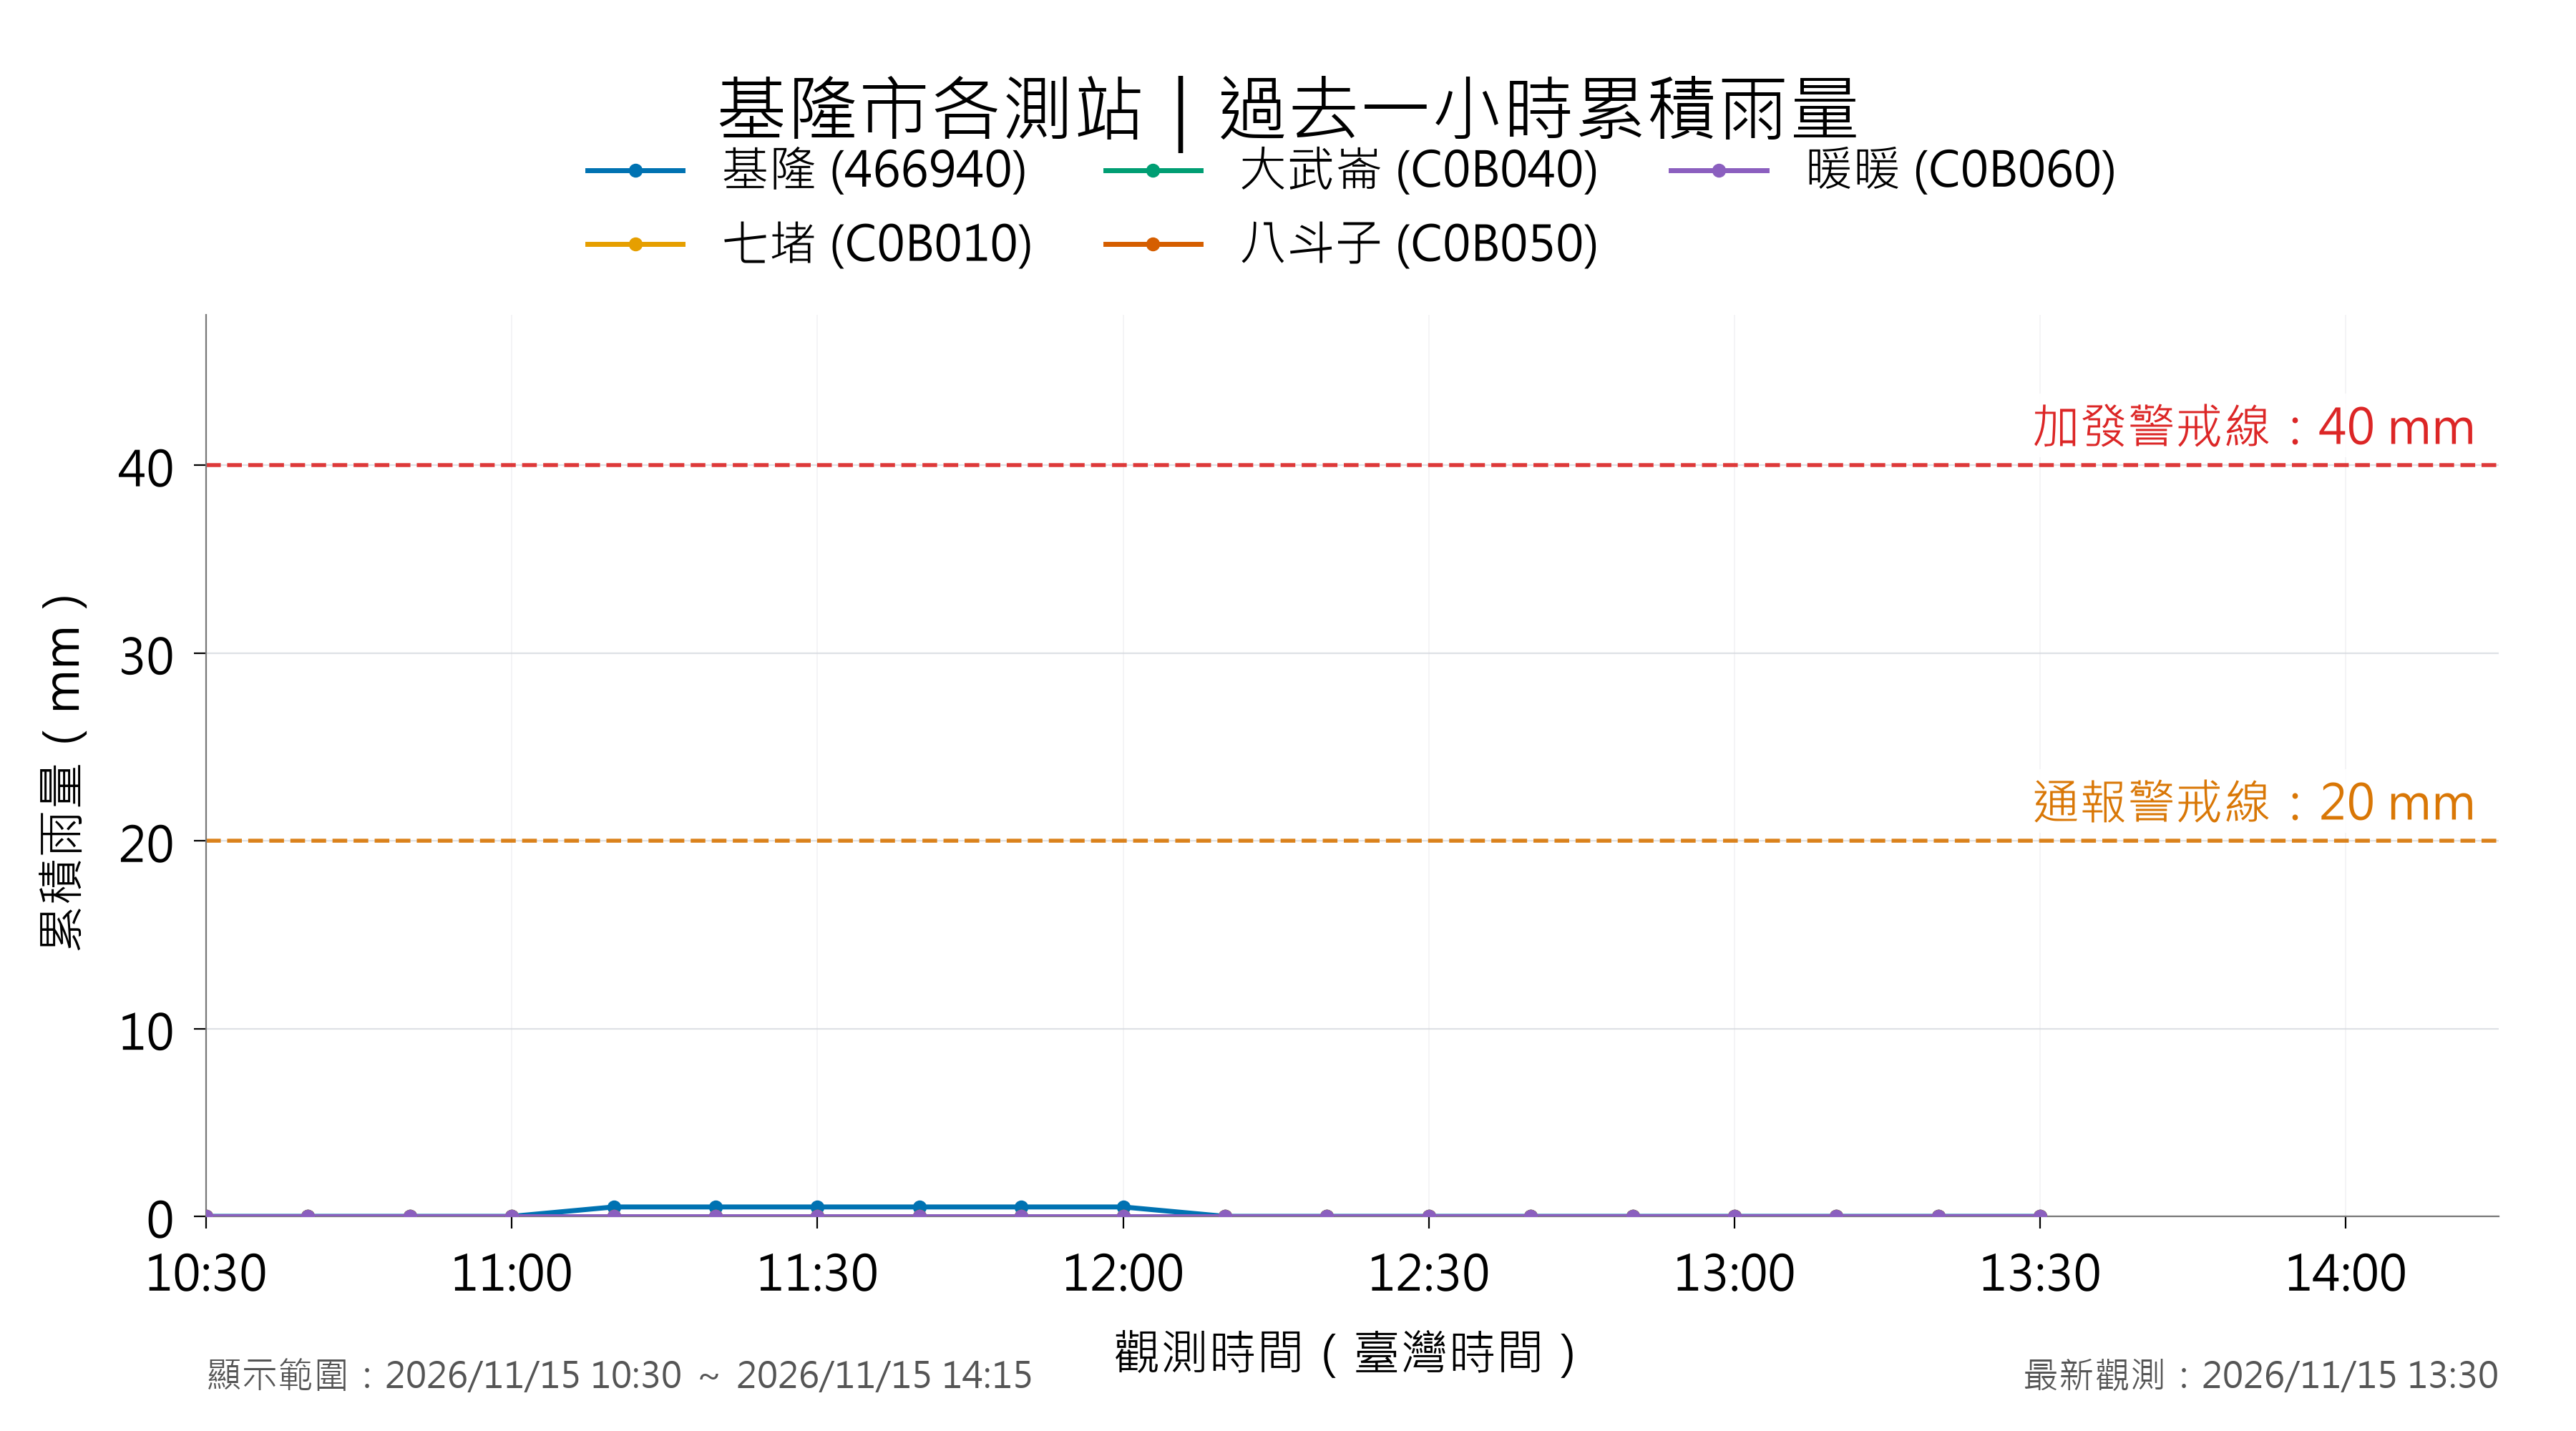 基隆市各測站｜過去一小時累積雨量
基隆 (466940)
大武崙 (C0B040)
暖暖 (C0B060)
七堵 (C0B010)
八斗子 (C0B050)
累積雨量（mm）
加發警戒線：40 mm
通報警戒線：20 mm
40
30
20
10
0
10:30
11:00
11:30
12:00
12:30
13:00
13:30
14:00
觀測時間（臺灣時間）
顯示範圍：2026/11/15 10:30 ~ 2026/11/15 14:15
最新觀測：2026/11/15 13:30